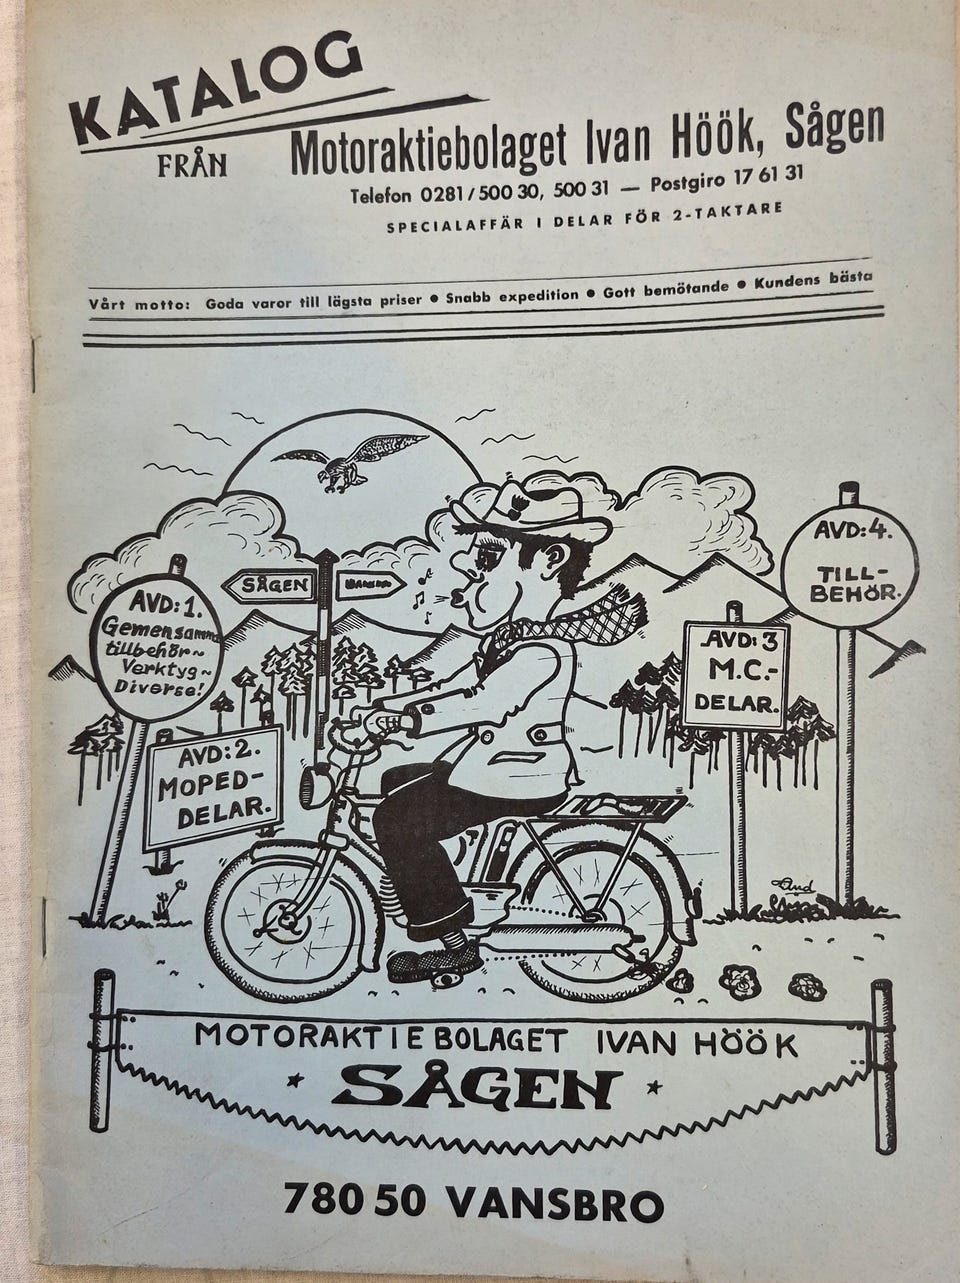 KATALOG
FRÅN
Motoraktiebolaget Ivan Höök, Sågen
Telefon 0281/500 30, 500 31 — Postgiro 17 61 31
SPECIALAFFÄR I DELAR FÖR 2-TAKTARE
Vårt motto: Goda varor till lägsta priser • Snabb expedition • Gott bemötande • Kundens bästa
SÅGEN
AVD:1.
Gemensamma
tillbehör~
Verktyg~
Diverse!
AVD:2.
MOPED-
DELAR.
AVD:3
M.C.-
DELAR.
AVD:4.
TILL-
BEHÖR.
MOTORAKTIEBOLAGET IVAN HÖÖK
* SÅGEN *
780 50 VANSBRO